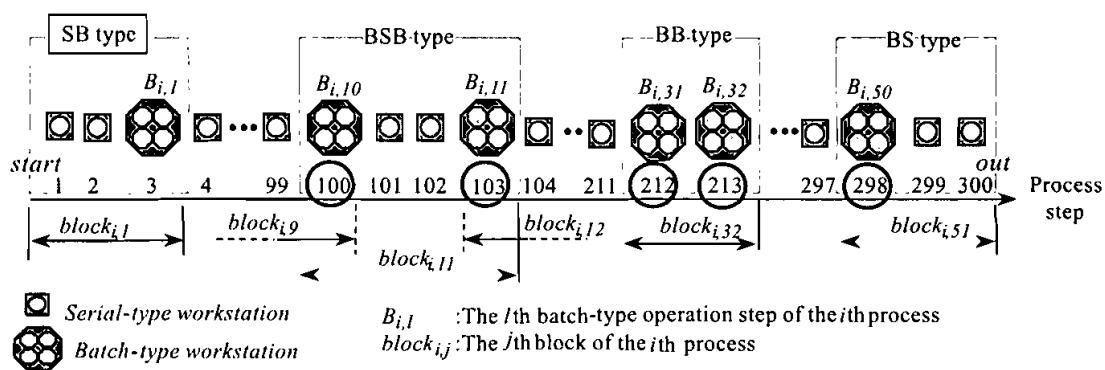 SB type BSB type BB type BS type
B_{i,1} B_{i,10} B_{i,11} B_{i,31} B_{i,32} B_{i,50}
start out
1 2 3 4 99 100 101 102 103 104 211 212 213 297 298 299 300 Process step
block_{i,1} block_{i,9} block_{i,12} block_{i,32} block_{i,51}
block_{i,11}
Serial-type workstation
Batch-type workstation
B_{i,l} :The lth batch-type operation step of the ith process
block_{i,j} :The jth block of the ith process